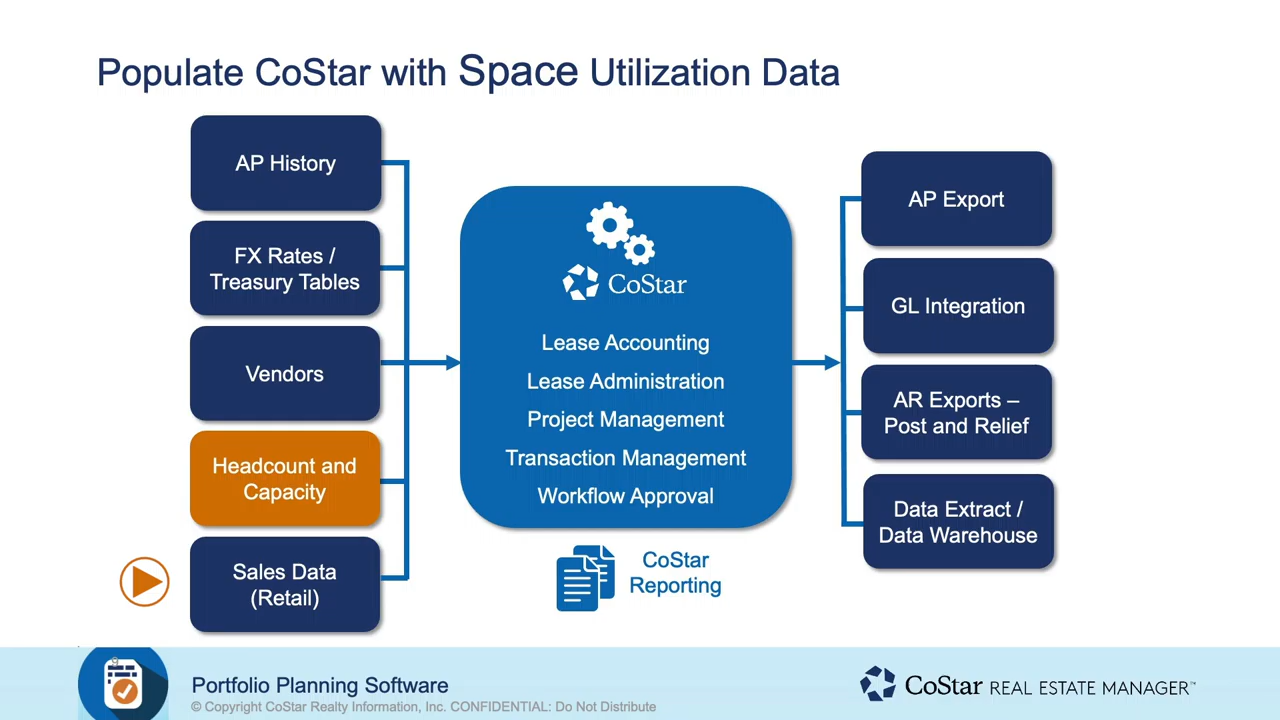 Populate CoStar with Space Utilization Data
AP History
FX Rates /
Treasury Tables
Vendors
Headcount and
Capacity
Sales Data
(Retail)
CoStar
Lease Accounting
Lease Administration
Project Management
Transaction Management
Workflow Approval
CoStar
Reporting
AP Export
GL Integration
AR Exports –
Post and Relief
Data Extract /
Data Warehouse
Portfolio Planning Software
© Copyright CoStar Realty Information, Inc. CONFIDENTIAL: Do Not Distribute
CoStar REAL ESTATE MANAGER™